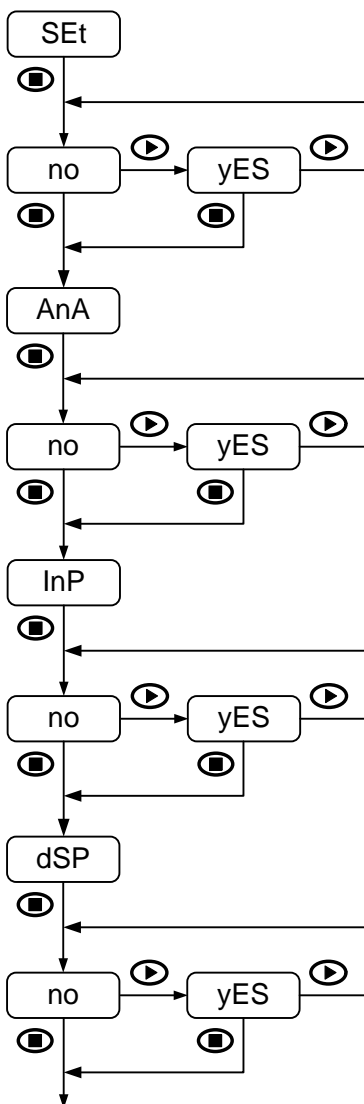 SEt
no yES
AnA
no yES
InP
no yES
dSP
no yES